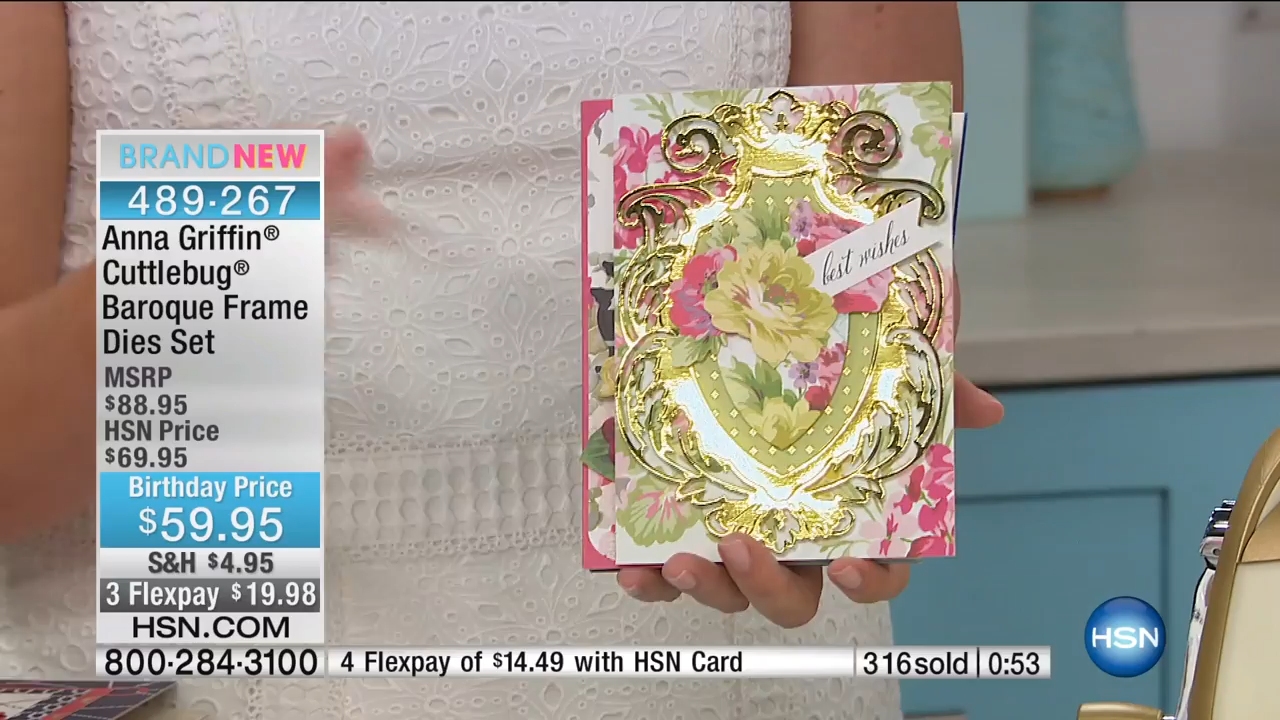 BRAND NEW
489·267
Anna Griffin®
Cuttlebug®
Baroque Frame
Dies Set
MSRP
$88.95
HSN Price
$69.95
Birthday Price
$59.95
S&H $4.95
3 Flexpay $19.98
HSN.COM
800·284·3100
4 Flexpay of $14.49 with HSN Card
316 sold
0:53
best wishes
HSN